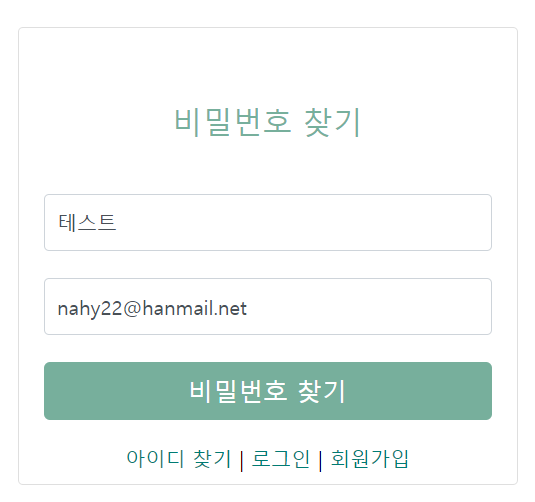 비밀번호 찾기
테스트
nahy22@hanmail.net
비밀번호 찾기
아이디 찾기 | 로그인 | 회원가입